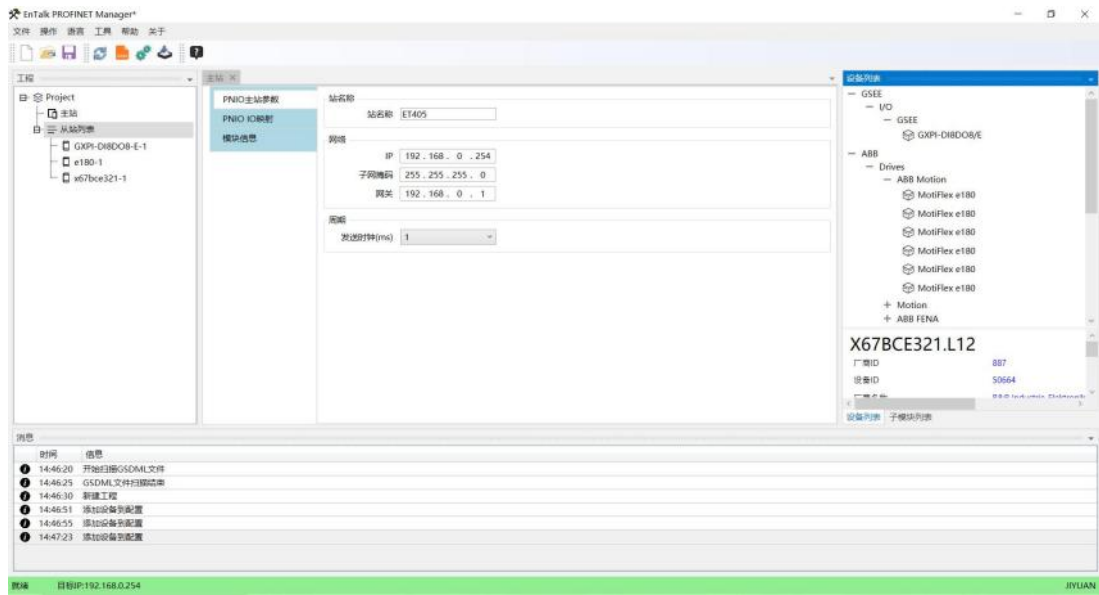 EnTalk PROFINET Manager*
文件 操作 语言 工具 帮助 关于
工程
Project
主站
从站列表
GXPI-DI8DO8-E-1
e180-1
x67bce321-1
主站
PNIO主站参数
PNIO IO映射
模块信息
站名称
站名称 ET405
网络
IP 192 . 168 . 0 . 254
子网掩码 255 . 255 . 255 . 0
网关 192 . 168 . 0 . 1
周期
发送时钟(ms) 1
设备列表
GSEE
I/O
GSEE
GXPI-DI8DO8/E
ABB
Drives
ABB Motion
MotiFlex e180
MotiFlex e180
MotiFlex e180
MotiFlex e180
MotiFlex e180
MotiFlex e180
Motion
ABB FENA
X67BCE321.L12
厂商ID 887
设备ID 50664
设备列表 子模块列表
消息
时间 信息
14:46:20 开始扫描GSDML文件
14:46:25 GSDML文件扫描结束
14:46:30 新建工程
14:46:51 添加设备到配置
14:46:55 添加设备到配置
14:47:23 添加设备到配置
就绪 目标IP:192.168.0.254 JIYUAN